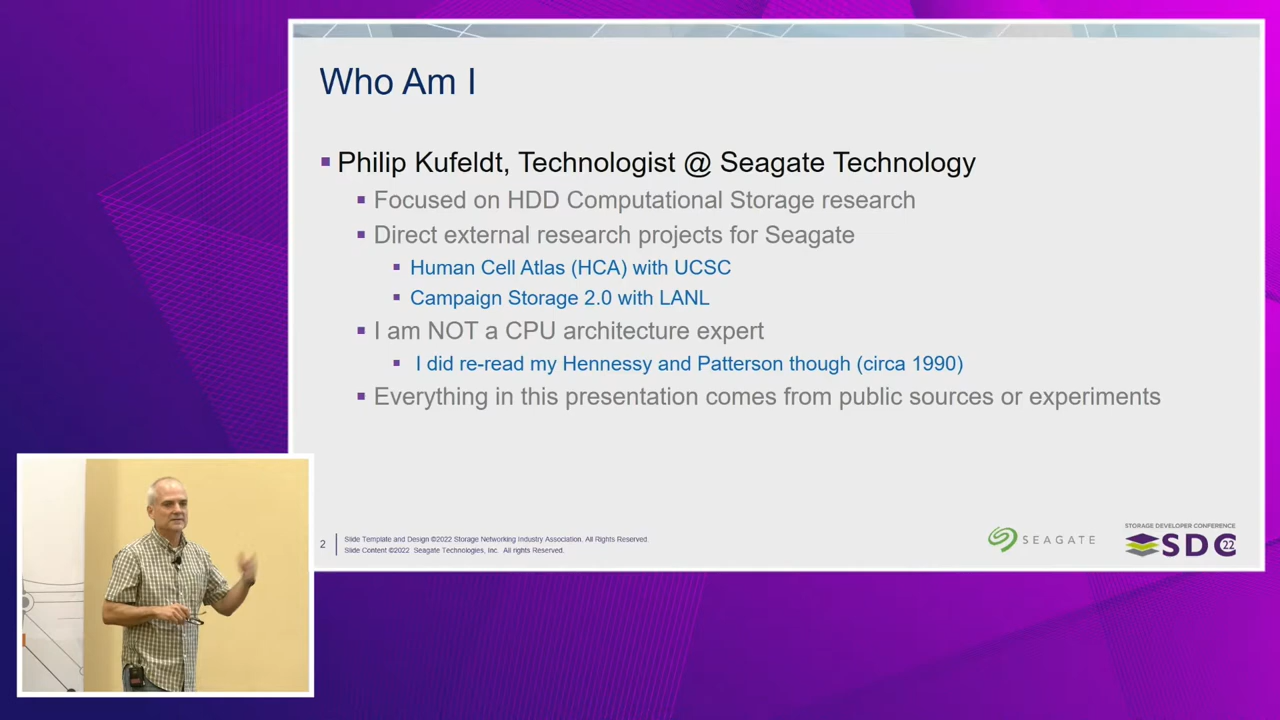 Who Am I
Philip Kufeldt, Technologist @ Seagate Technology
Focused on HDD Computational Storage research
Direct external research projects for Seagate
Human Cell Atlas (HCA) with UCSC
Campaign Storage 2.0 with LANL
I am NOT a CPU architecture expert
I did re-read my Hennessy and Patterson though (circa 1990)
Everything in this presentation comes from public sources or experiments
2
Slide Template and Design ©2022 Storage Networking Industry Association. All Rights Reserved.
Slide Content ©2022 Seagate Technologies, Inc. All rights Reserved.
SEAGATE
STORAGE DEVELOPER CONFERENCE
SDC 22